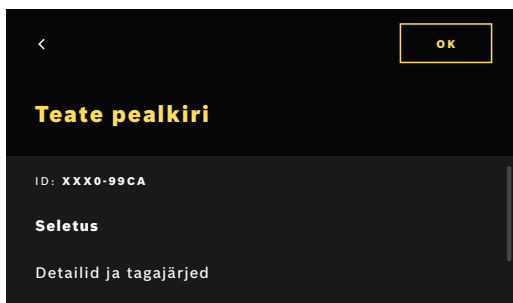 OK
Teate pealkiri
ID: XXX0-99CA
Seletus
Detailid ja tagajärjed